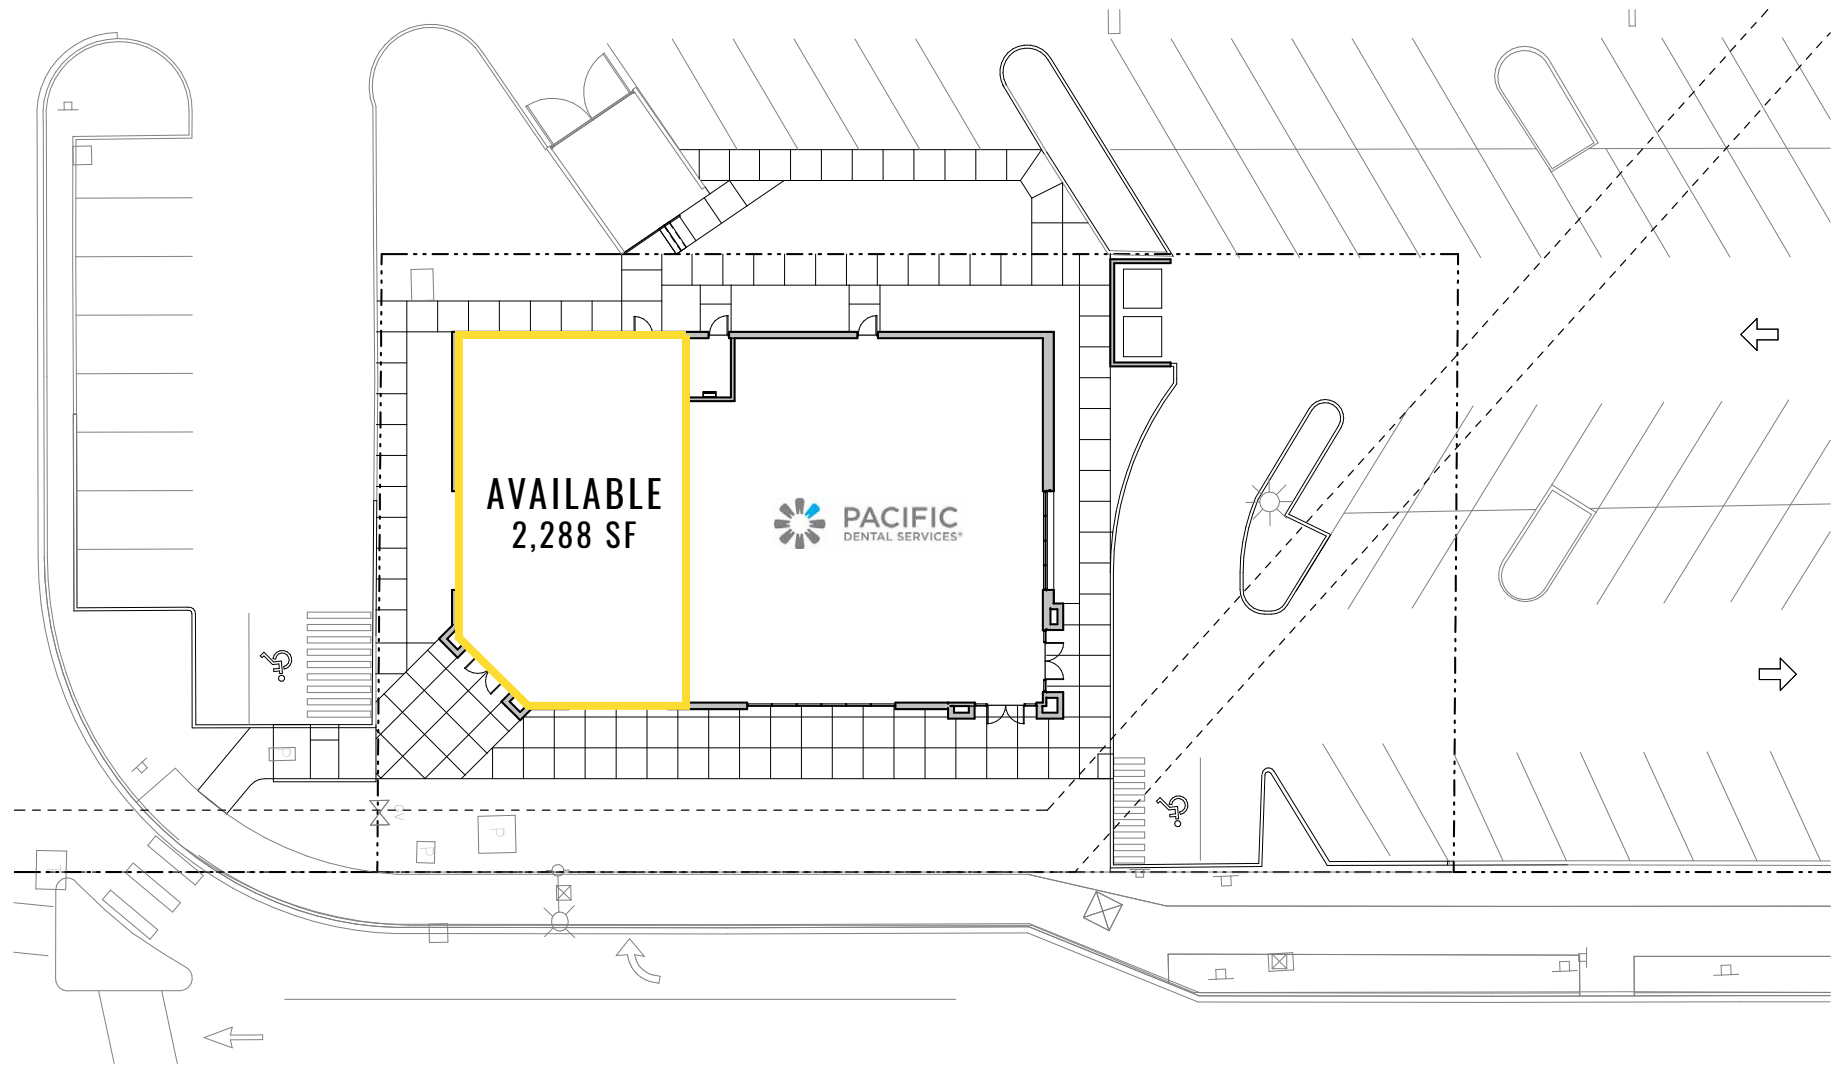 AVAILABLE
2,288 SF
PACIFIC
DENTAL SERVICES®
P
P
P